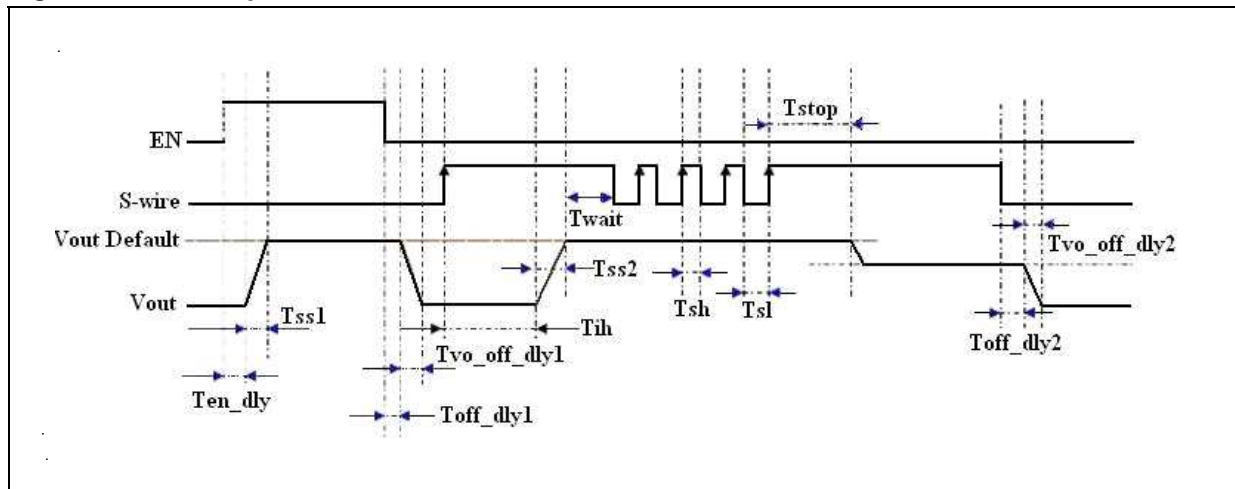 Tstop
EN
S-wire
Twait
Vout Default
Tvo_off_dly2
Tss2
Vout
Tsh
Tsl
Tss1
Tih
Toff_dly2
Tvo_off_dly1
Ten_dly
Toff_dly1